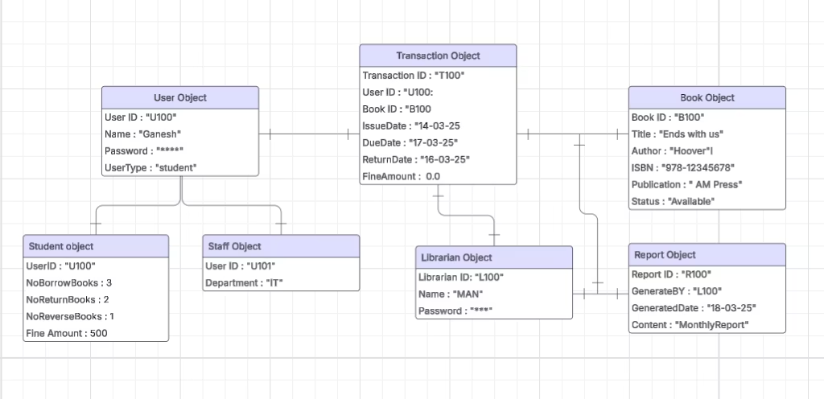 Transaction Object
Transaction ID : "T100"
User ID : "U100:
Book ID : "B100
IssueDate : "14-03-25
DueDate : "17-03-25"
ReturnDate : "16-03-25"
FineAmount : 0.0
User Object
User ID : "U100"
Name : "Ganesh"
Password : "****"
UserType : "student"
Book Object
Book ID : "B100"
Title : "Ends with us"
Author : "Hoover"l
ISBN : "978-12345678"
Publication : " AM Press"
Status : "Available"
Student object
UserID : "U100"
NoBorrowBooks : 3
NoReturnBooks : 2
NoReverseBooks : 1
Fine Amount : 500
Staff Object
User ID : "U101"
Department : "IT"
Librarian Object
Librarian ID: "L100"
Name : "MAN"
Password : "***"
Report Object
Report ID : "R100"
GenerateBY : "L100"
GeneratedDate : "18-03-25"
Content : "MonthlyReport"